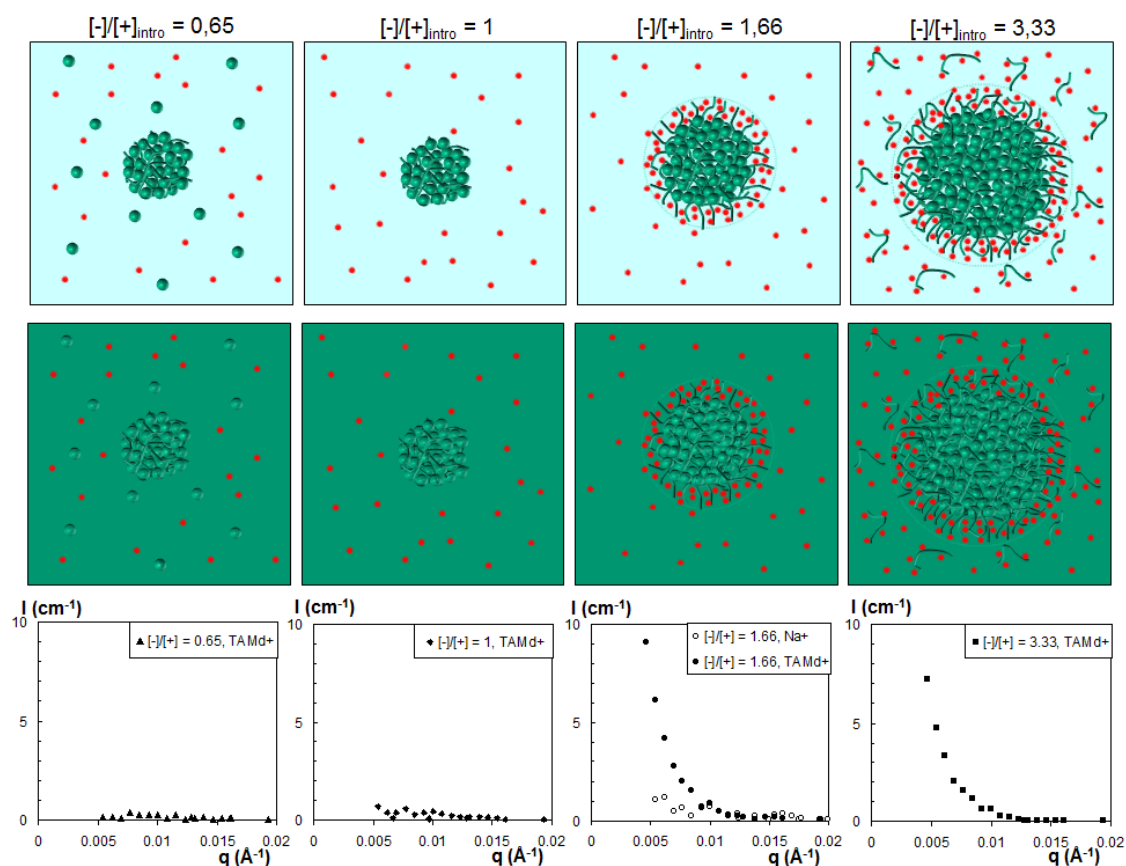 [-]/[+]intro = 0,65
[-]/[+]intro = 1
[-]/[+]intro = 1,66
[-]/[+]intro = 3,33
I (cm-1)
10
5
0
▲ [-]/[+] = 0.65, TAMd+
0 0.005 0.01 0.015 0.02
q (Å-1)
I (cm-1)
10
5
0
♦ [-]/[+] = 1, TAMd+
0 0.005 0.01 0.015 0.02
q (Å-1)
I (cm-1)
10
5
0
○ [-]/[+] = 1.66, Na+
● [-]/[+] = 1.66, TAMd+
0 0.005 0.01 0.015 0.02
q (Å-1)
I (cm-1)
10
5
0
■ [-]/[+] = 3.33, TAMd+
0 0.005 0.01 0.015 0.02
q (Å-1)